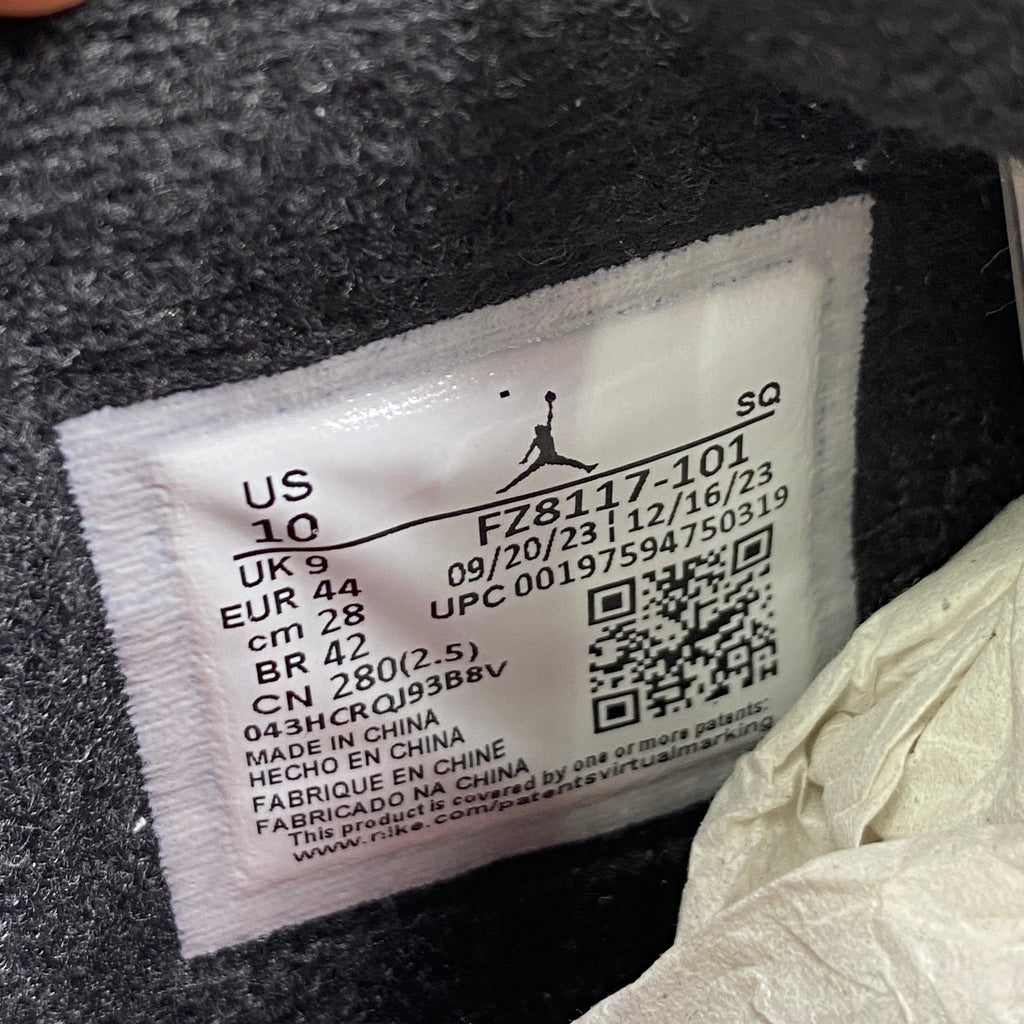 US
10
UK 9
EUR 44
cm 28
BR 42
CN 280(2.5)
043HCRQJ93B8V
MADE IN CHINA
HECHO EN CHINA
FABRIQUE EN CHINE
FABRICADO NA CHINA
This product is covered by one or more patents:
www.nike.com/patentsvirtualmarking
SQ
FZ8117-101
09/20/23 ¦ 12/16/23
UPC 00197594750319